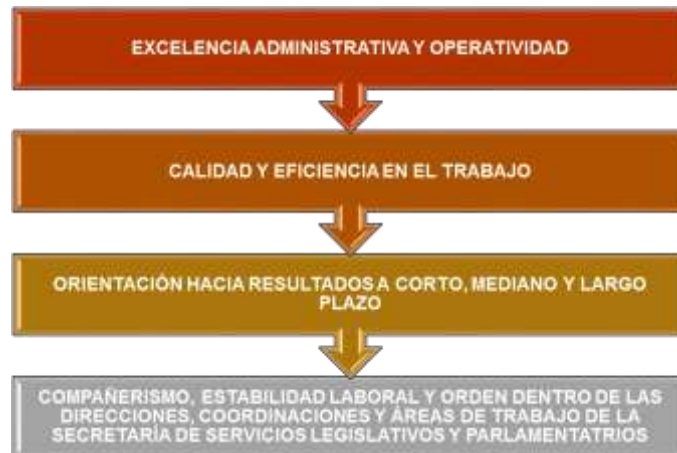 EXCELENCIA ADMINISTRATIVA Y OPERATIVIDAD
CALIDAD Y EFICIENCIA EN EL TRABAJO
ORIENTACIÓN HACIA RESULTADOS A CORTO, MEDIANO Y LARGO
PLAZO
COMPAÑERISMO, ESTABILIDAD LABORAL Y ORDEN DENTRO DE LAS
DIRECCIONES, COORDINACIONES Y ÁREAS DE TRABAJO DE LA
SECRETARÍA DE SERVICIOS LEGISLATIVOS Y PARLAMENTATRIOS